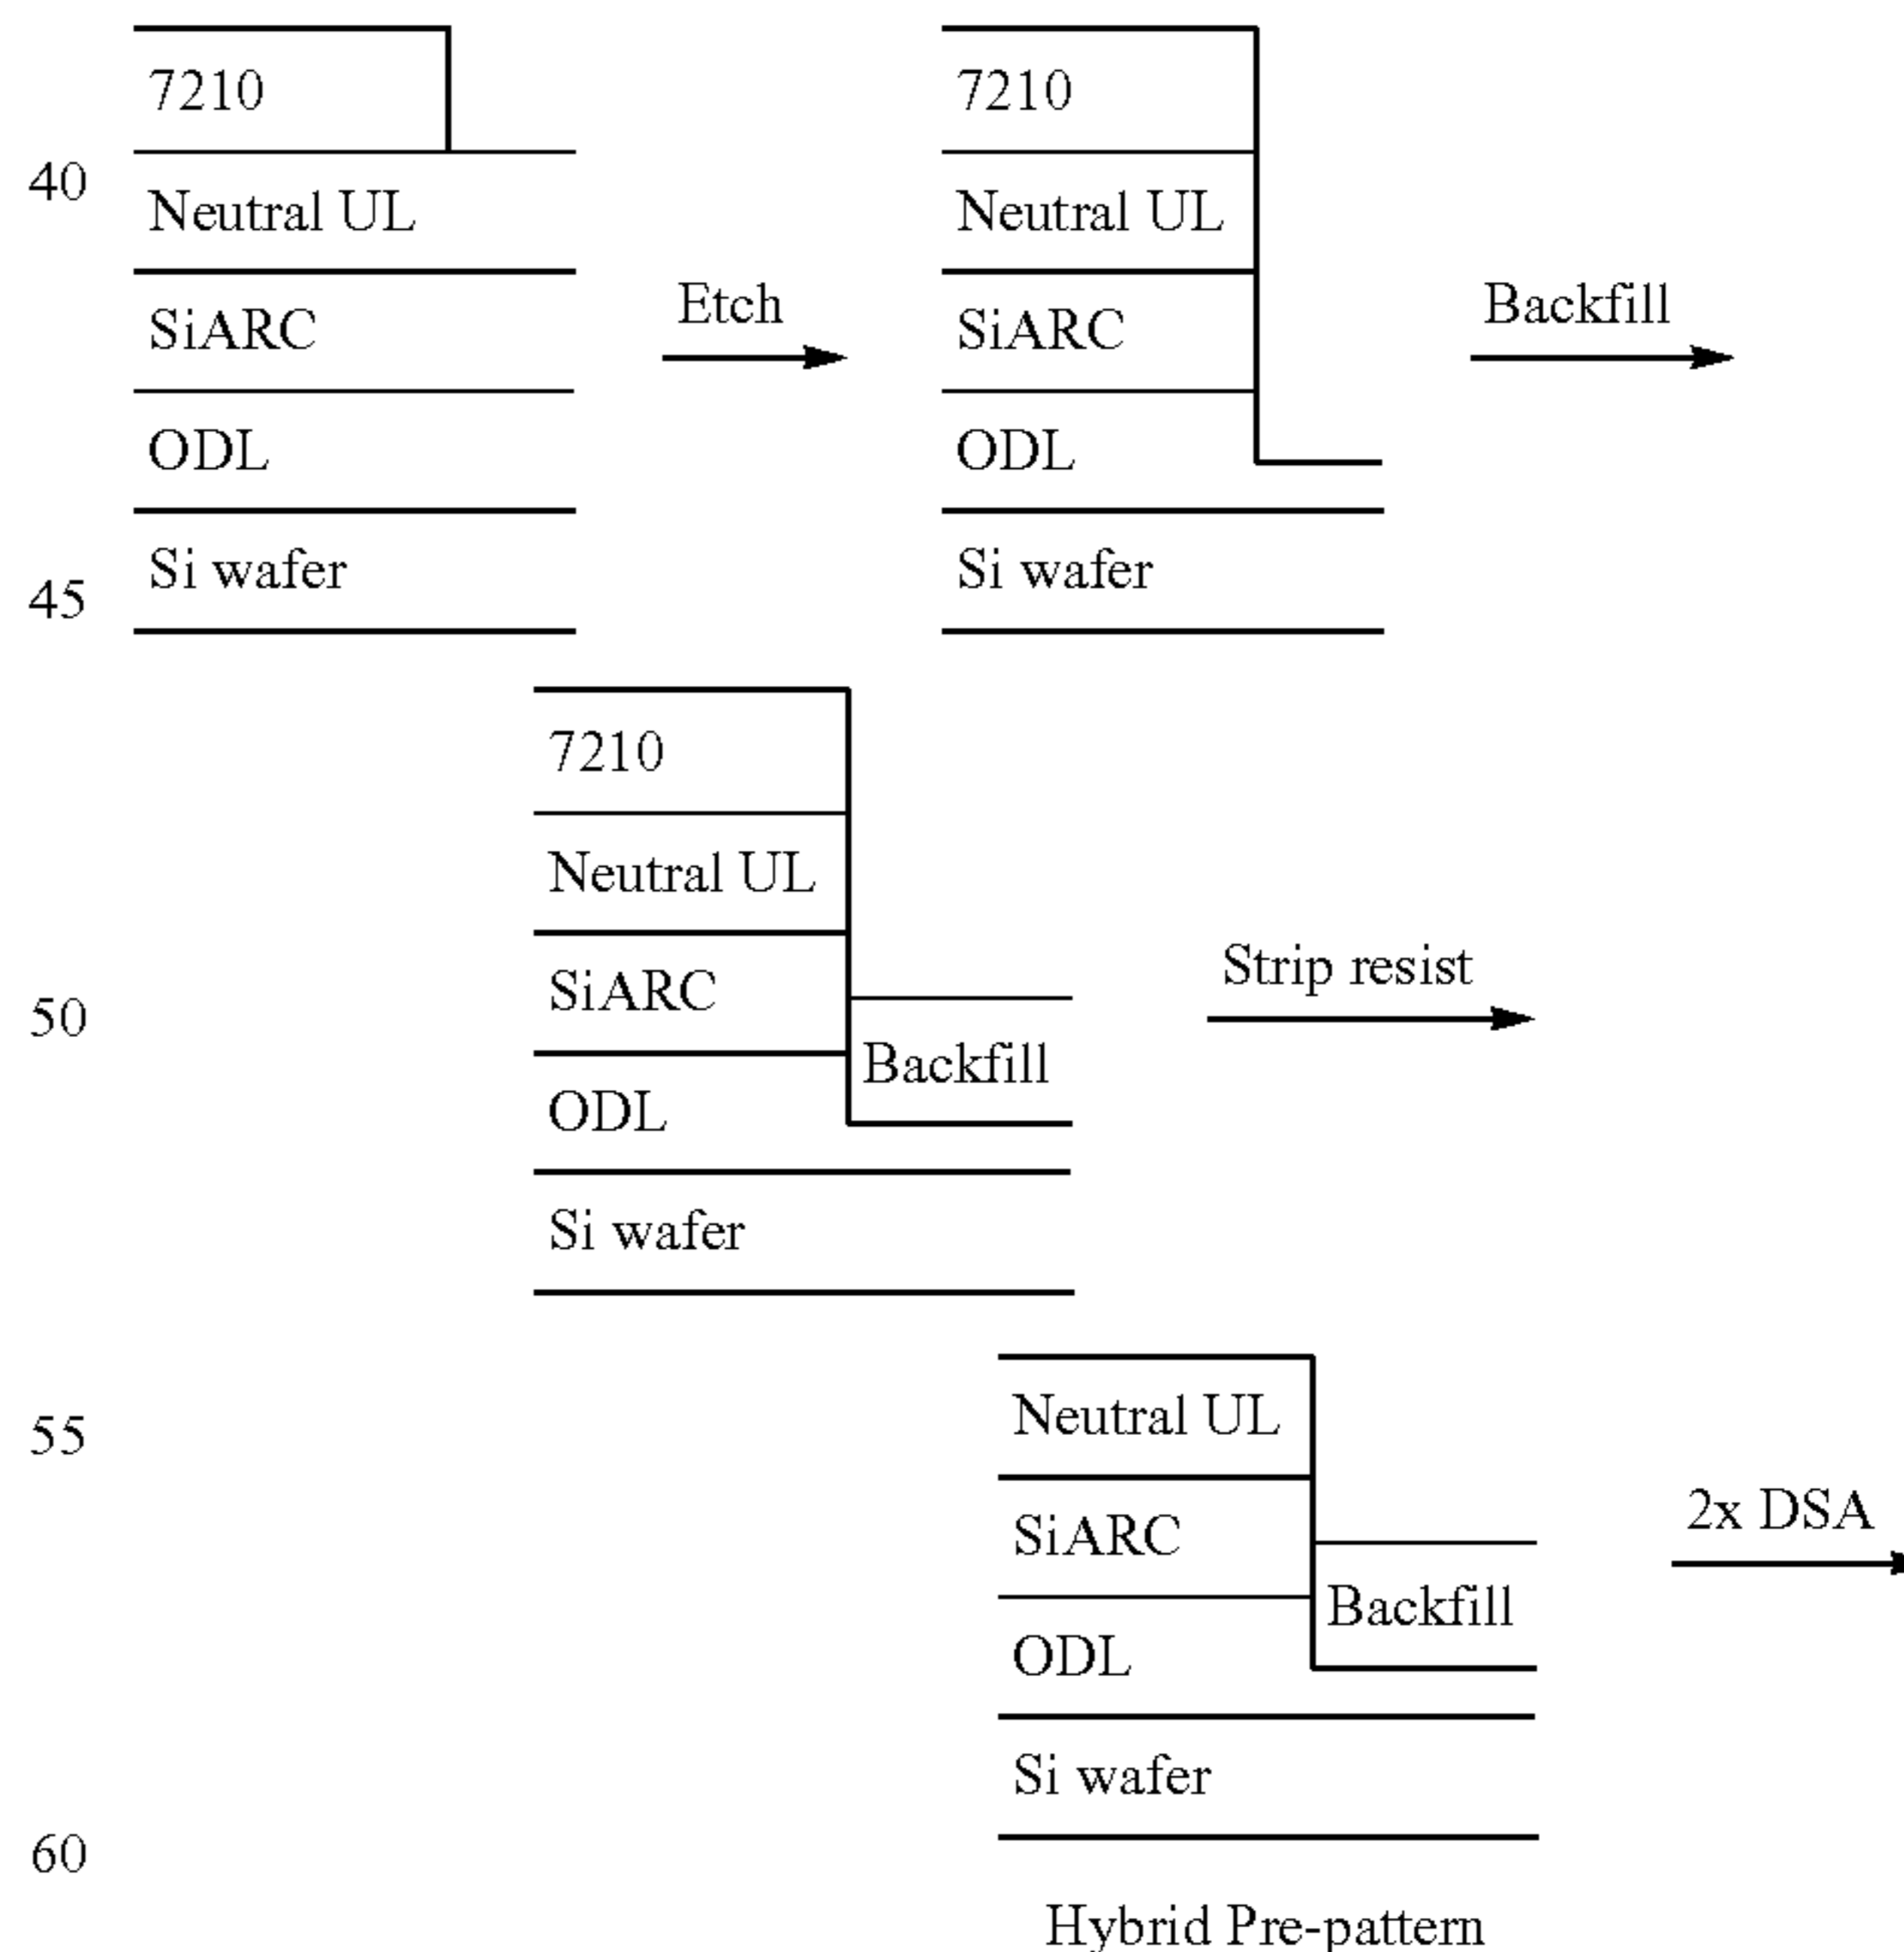 7210
Neutral UL
SiARC
ODL
Si wafer
Etch
7210
Neutral UL
SiARC
ODL
Si wafer
Backfill
40
45
7210
Neutral UL
SiARC
Backfill
ODL
Si wafer
Strip resist
50
Neutral UL
SiARC
Backfill
ODL
Si wafer
2x DSA
55
60
Hybrid Pre-pattern